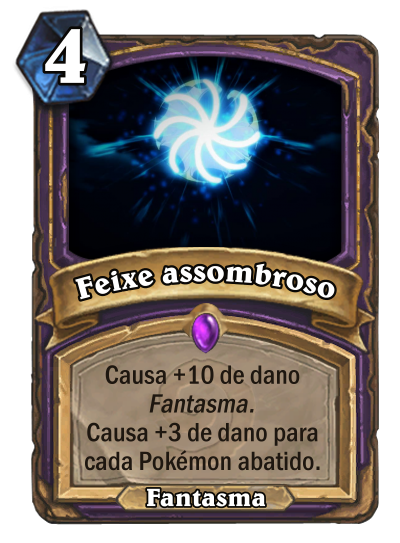 4
Feixe assombroso
Causa +10 de dano
Fantasma.
Causa +3 de dano para
cada Pokémon abatido.
Fantasma